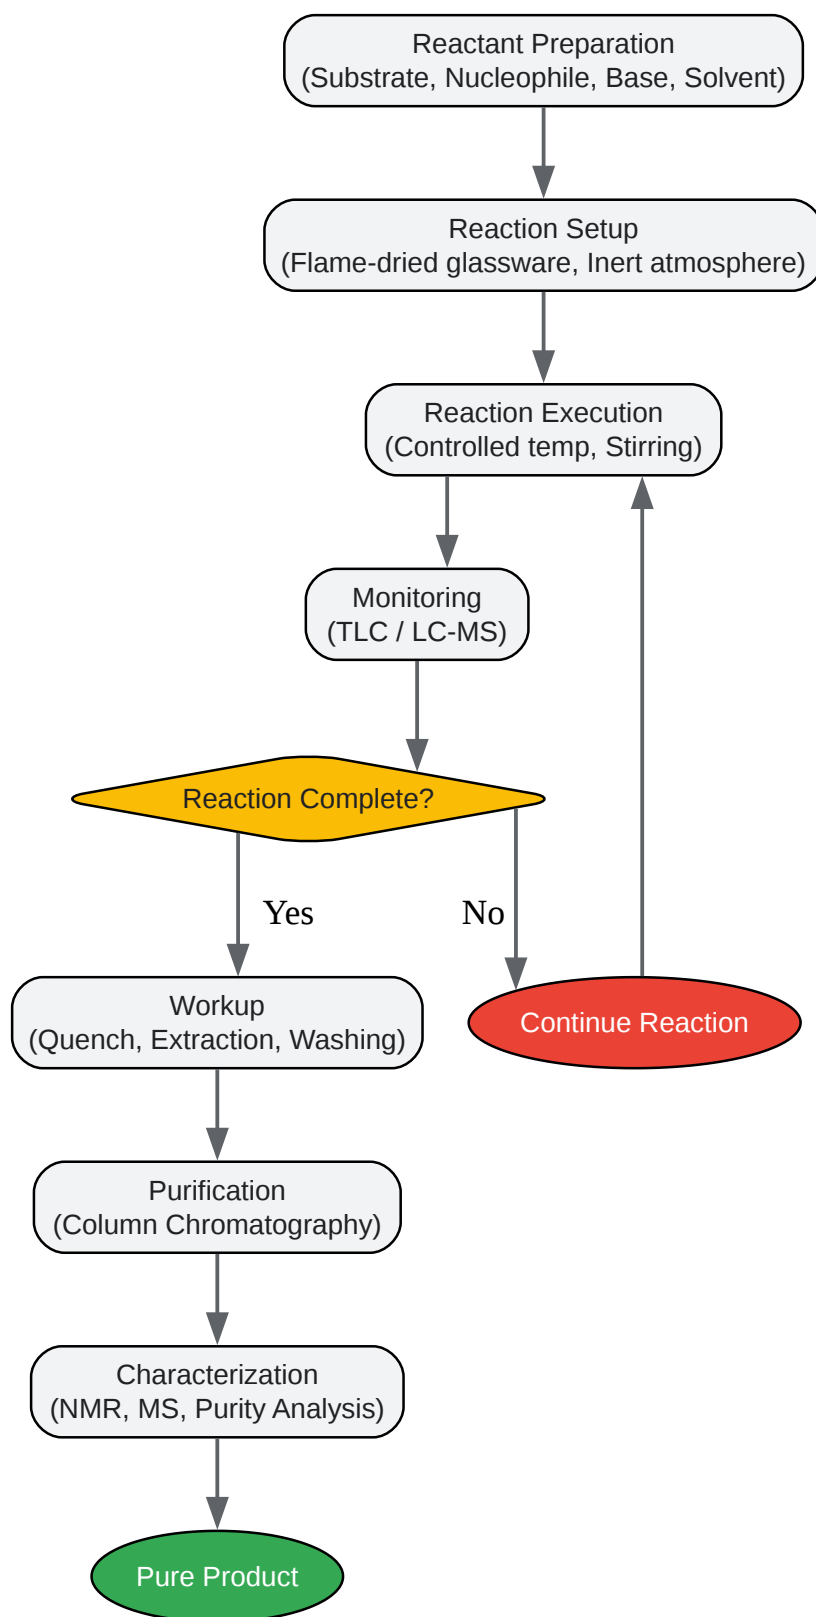 Reactant Preparation
(Substrate, Nucleophile, Base, Solvent)
Reaction Setup
(Flame-dried glassware, Inert atmosphere)
Reaction Execution
(Controlled temp, Stirring)
Monitoring
(TLC / LC-MS)
Reaction Complete?
Yes
No
Workup
(Quench, Extraction, Washing)
Continue Reaction
Purification
(Column Chromatography)
Characterization
(NMR, MS, Purity Analysis)
Pure Product